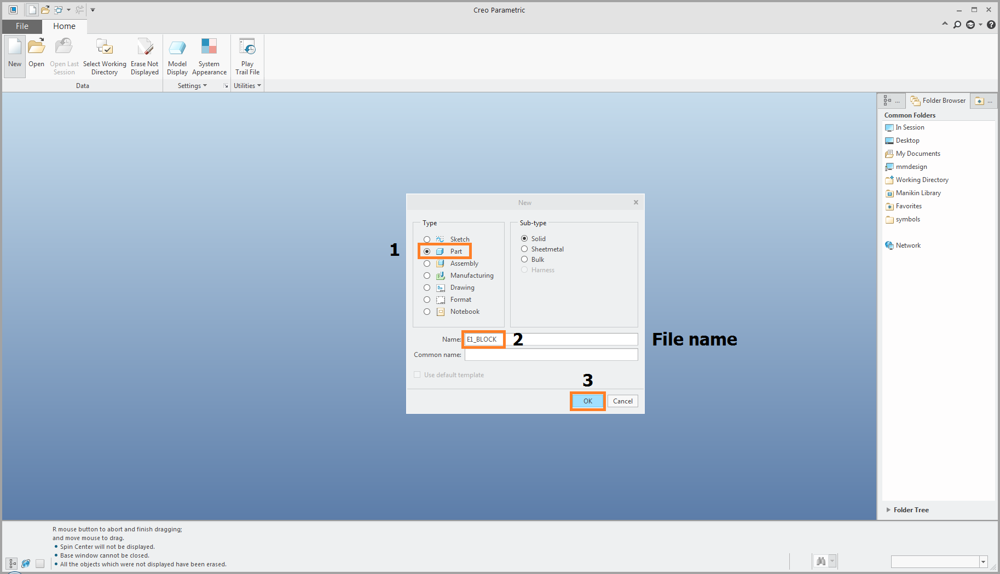 Creo Parametric
File
Home
New
Open
Open Last Session
Select Working Directory
Erase Not Displayed
Model Display
System Appearance
Play Trail File
Data
Settings
Utilities
...
Folder Browser
...
Common Folders
In Session
Desktop
My Documents
mmdesign
Working Directory
Manikin Library
Favorites
symbols
Network
Folder Tree
New
Type
Sketch
1
Part
Assembly
Manufacturing
Drawing
Format
Notebook
Sub-type
Solid
Sheetmetal
Bulk
Harness
Name: E1_BLOCK 2
File name
Common name:
Use default template
3
OK
Cancel
R mouse button to abort and finish dragging;
and move mouse to drag.
• Spin Center will not be displayed.
• Base window cannot be closed.
• All the objects which were not displayed have been erased.